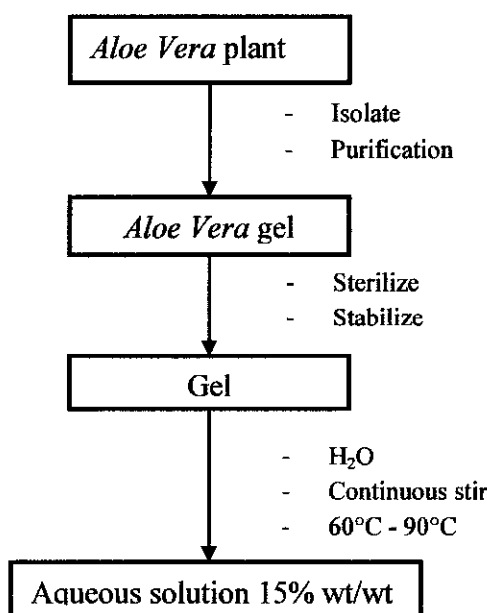 Aloe Vera plant
- Isolate
- Purification
Aloe Vera gel
- Sterilize
- Stabilize
Gel
- H₂O
- Continuous stir
- 60°C - 90°C
Aqueous solution 15% wt/wt